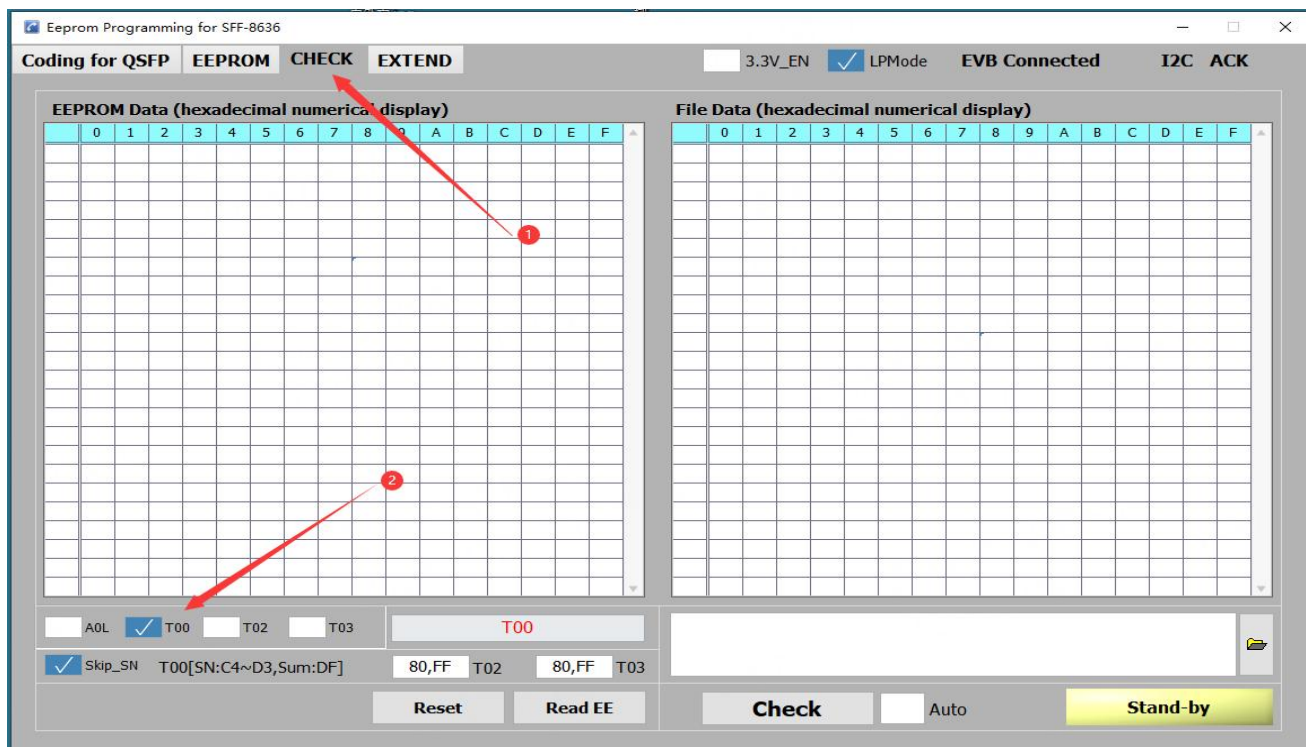 Eeprom Programming for SFF-8636
Coding for QSFP EEPROM CHECK EXTEND 3.3V_EN LPMode EVB Connected I2C ACK
EEPROM Data (hexadecimal numerical display) File Data (hexadecimal numerical display)
0 1 2 3 4 5 6 7 8 9 A B C D E F 0 1 2 3 4 5 6 7 8 9 A B C D E F
1
2
A0L T00 T02 T03 T00
Skip_SN T00[SN:C4~D3,Sum:DF] 80,FF T02 80,FF T03
Reset Read EE Check Auto Stand-by